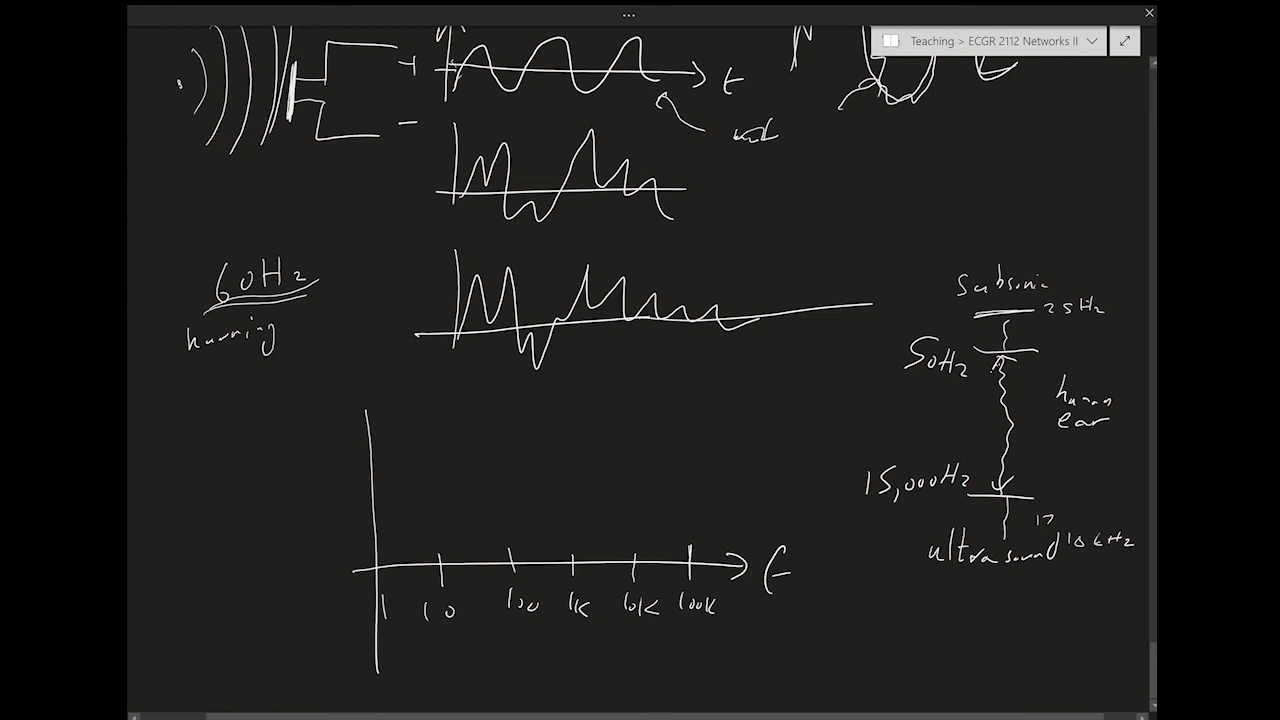 Teaching > ECGR 2112 Networks II
t
60Hz
humming
subsonic
25Hz
50Hz
human
ear
15,000Hz
17
ultrasound 18kHz
f
1 10 100 1K 10K 100K